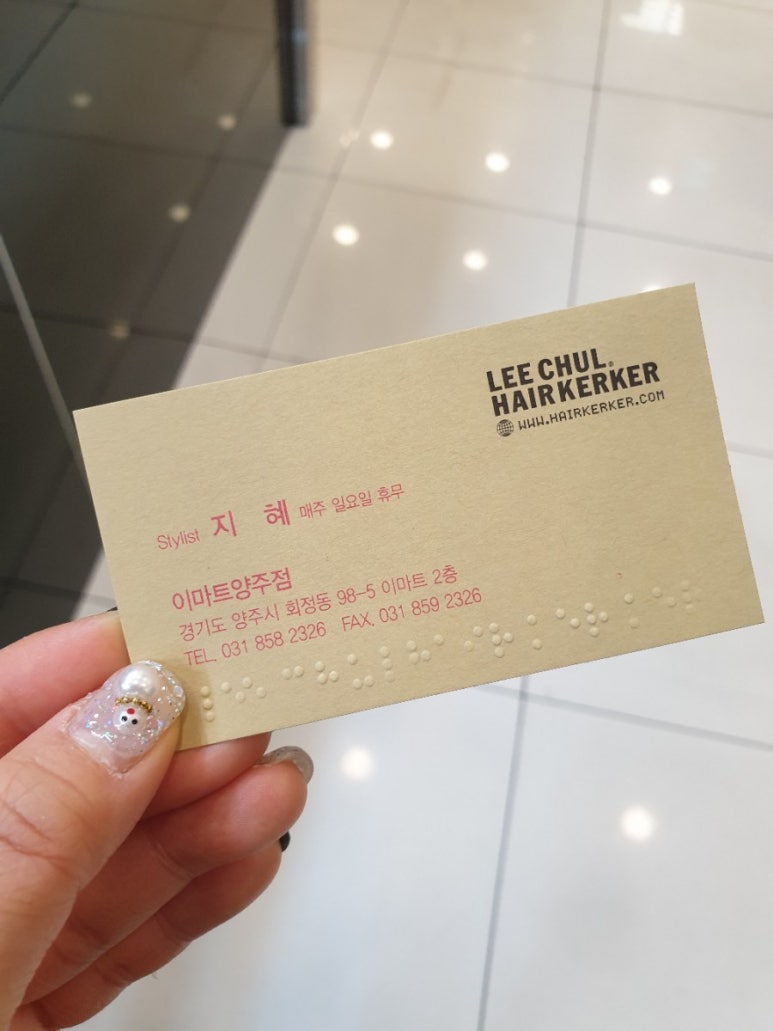 LEE CHUL®
HAIRKERKER
WWW.HAIRKERKER.COM
Stylist 지 혜 매주 일요일 휴무
이마트양주점
경기도 양주시 회정동 98-5 이마트 2층
TEL. 031 858 2326 FAX. 031 859 2326